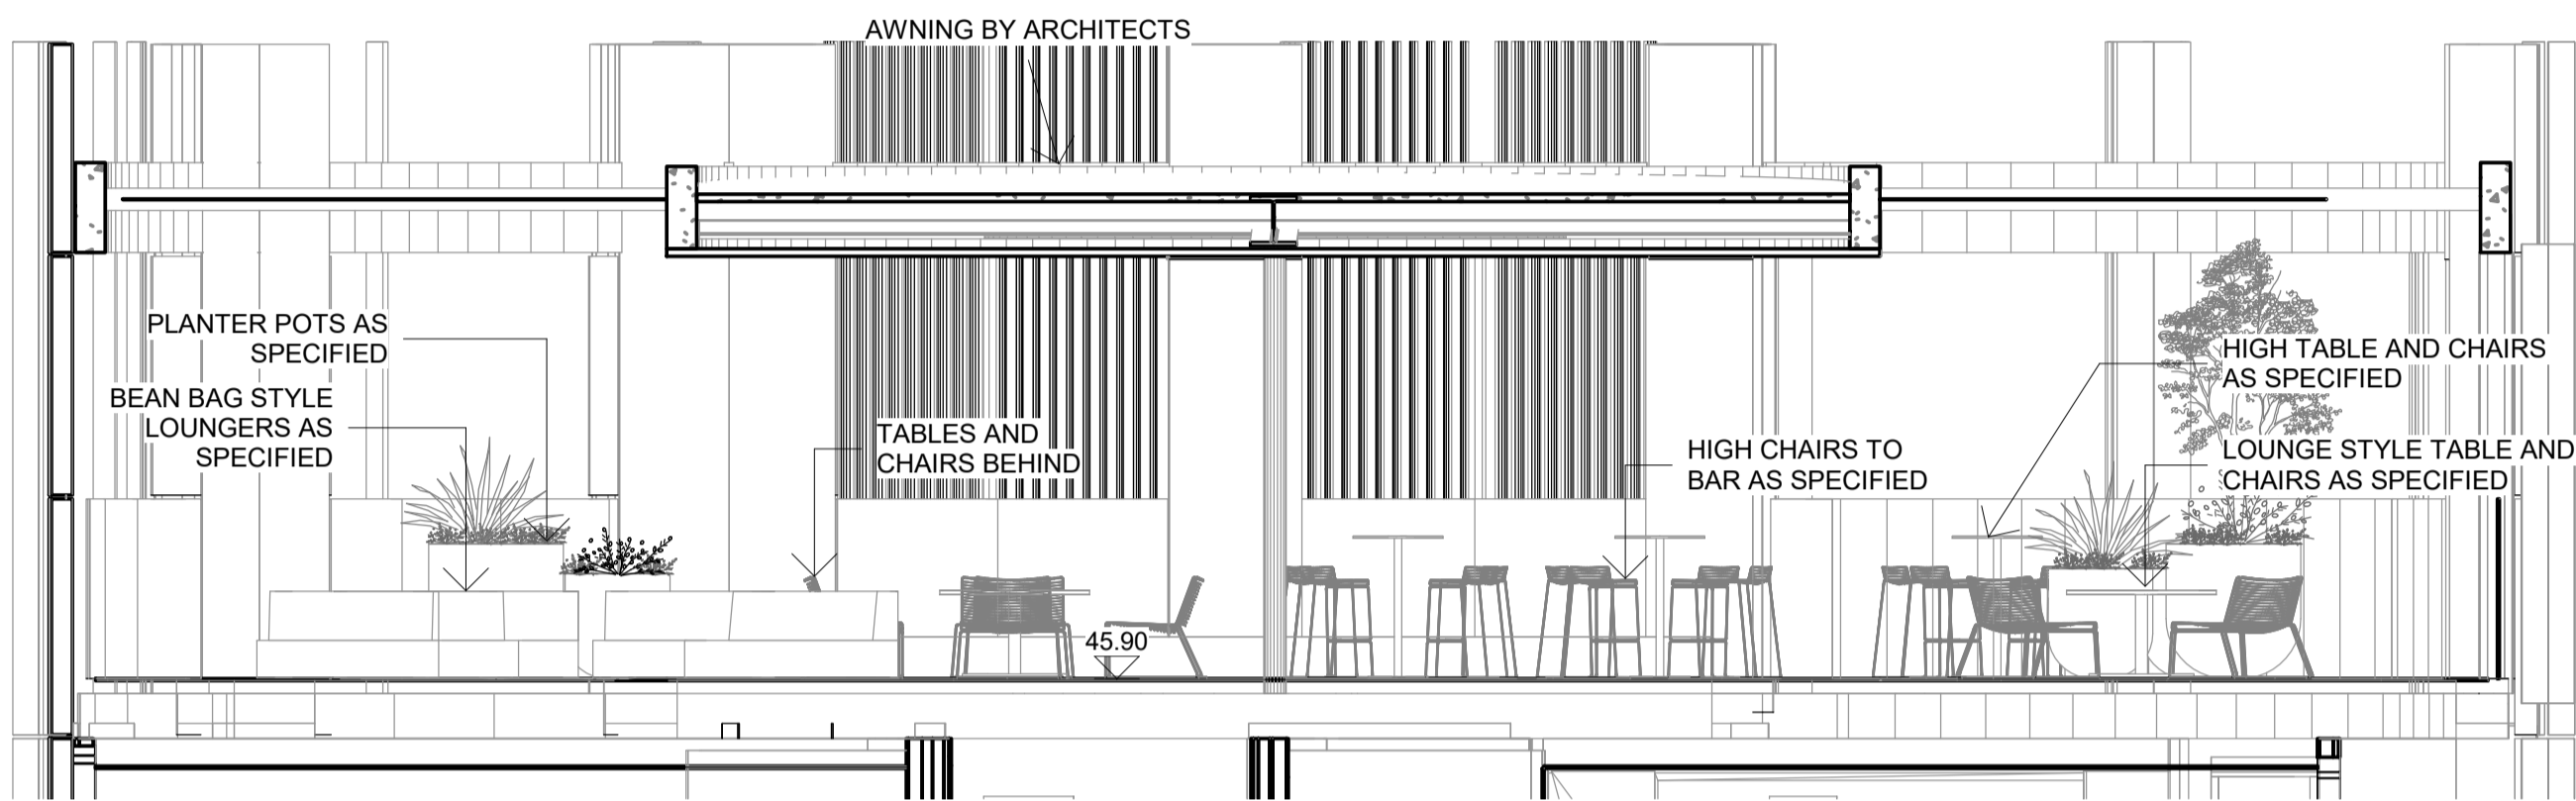 AWNING BY ARCHITECTS
PLANTER POTS AS
SPECIFIED
BEAN BAG STYLE
LOUNGERS AS
SPECIFIED
TABLES AND
CHAIRS BEHIND
45.90
HIGH CHAIRS TO
BAR AS SPECIFIED
HIGH TABLE AND CHAIRS
AS SPECIFIED
LOUNGE STYLE TABLE AND
CHAIRS AS SPECIFIED